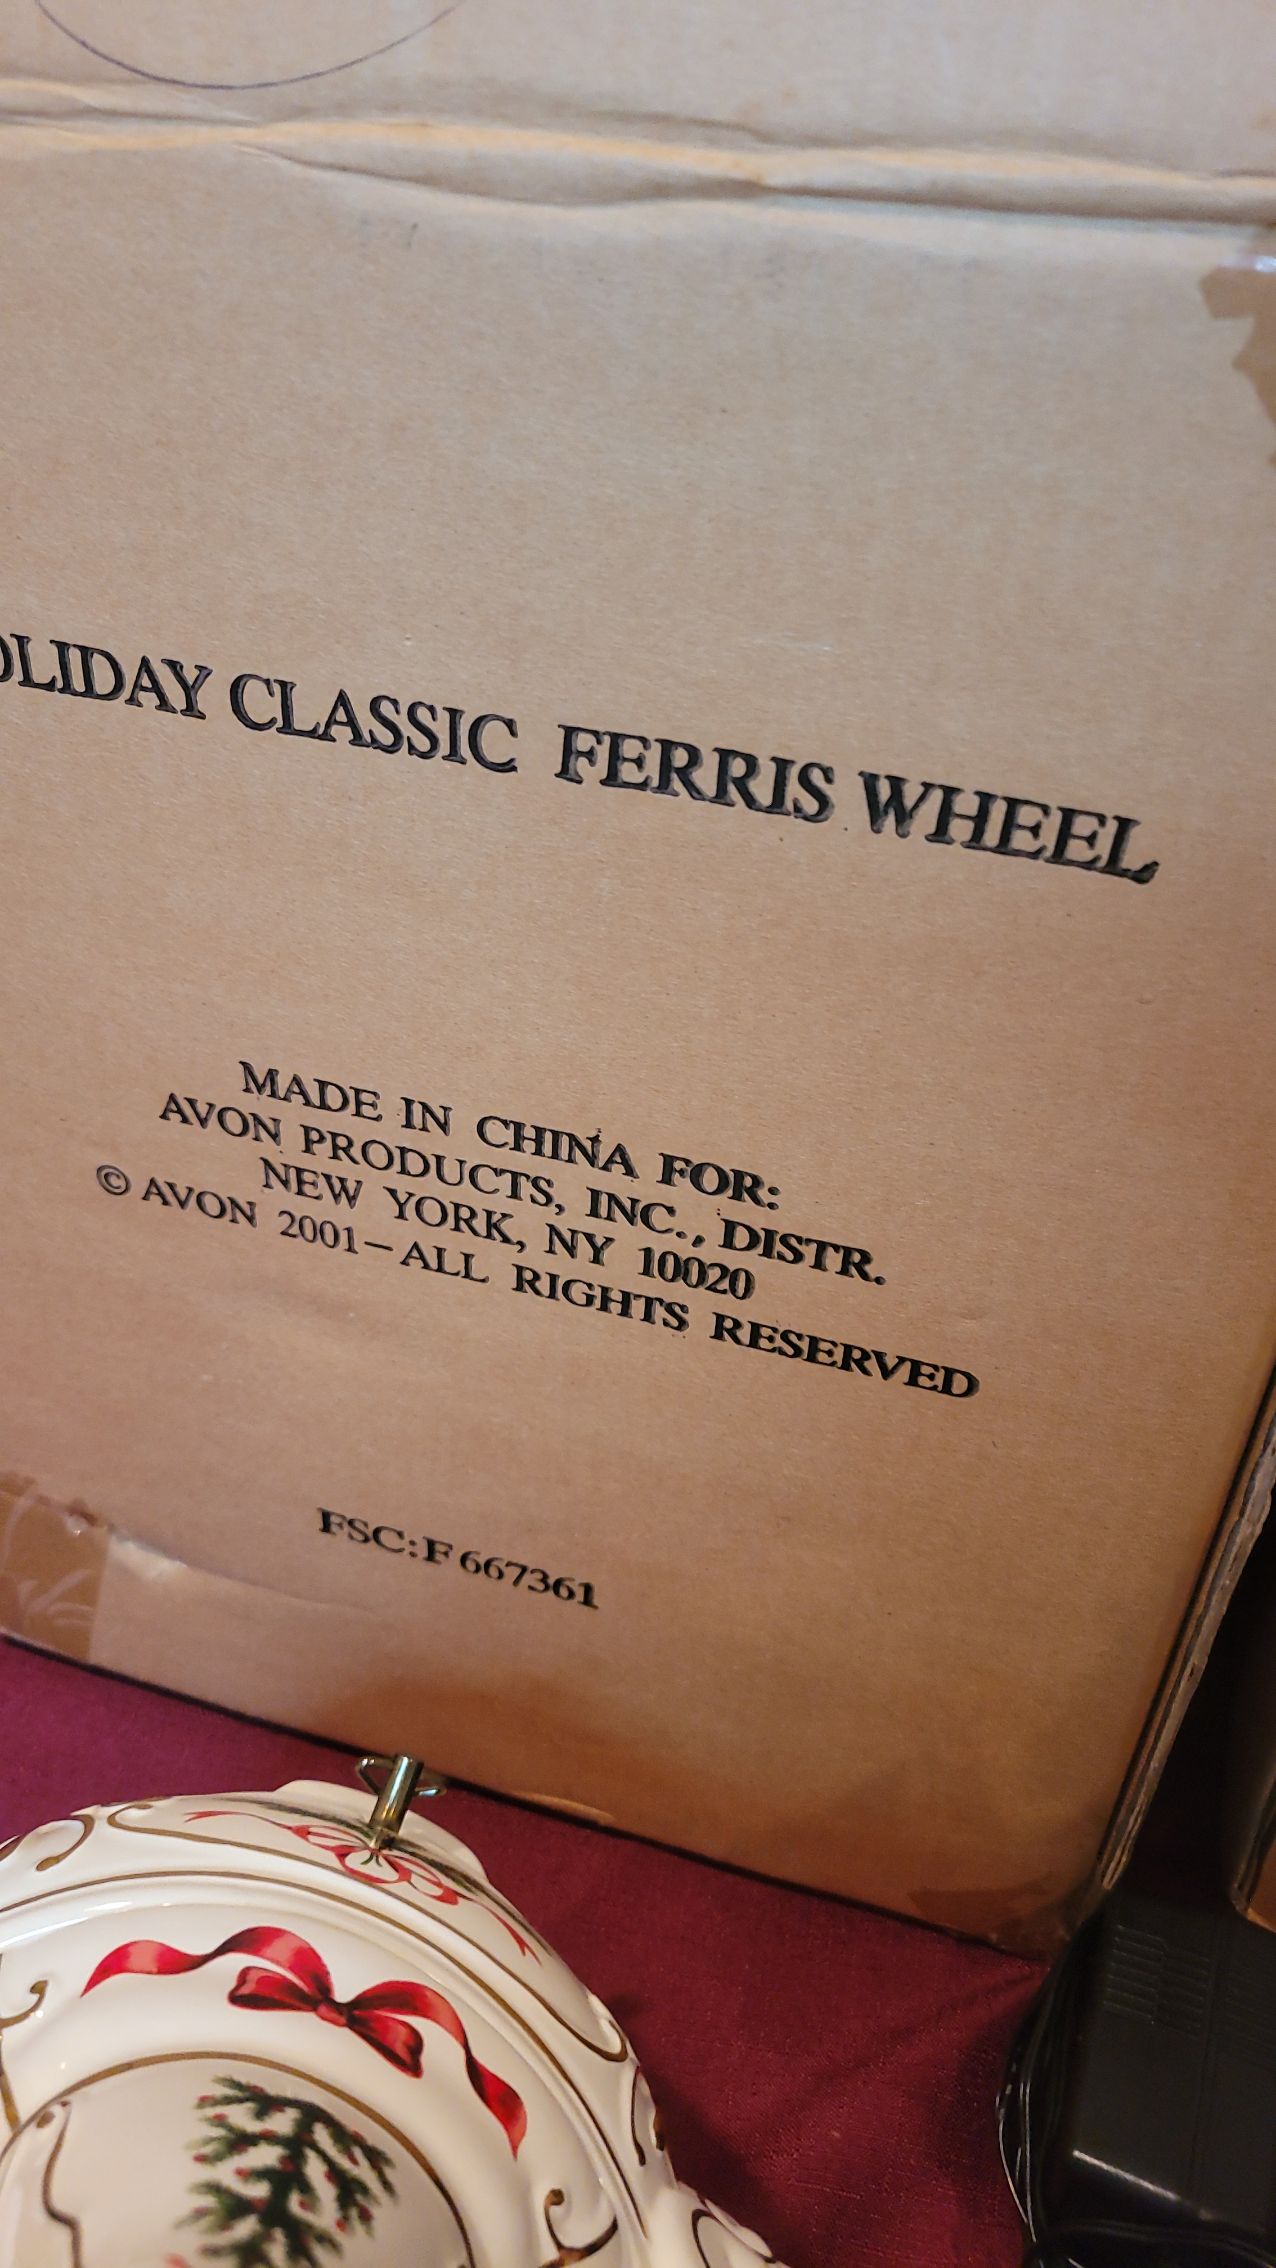 OLIDAY CLASSIC FERRIS WHEEL
MADE IN CHINA FOR:
AVON PRODUCTS, INC., DISTR.
NEW YORK, NY 10020
© AVON 2001-ALL RIGHTS RESERVED
FSC:F 667361